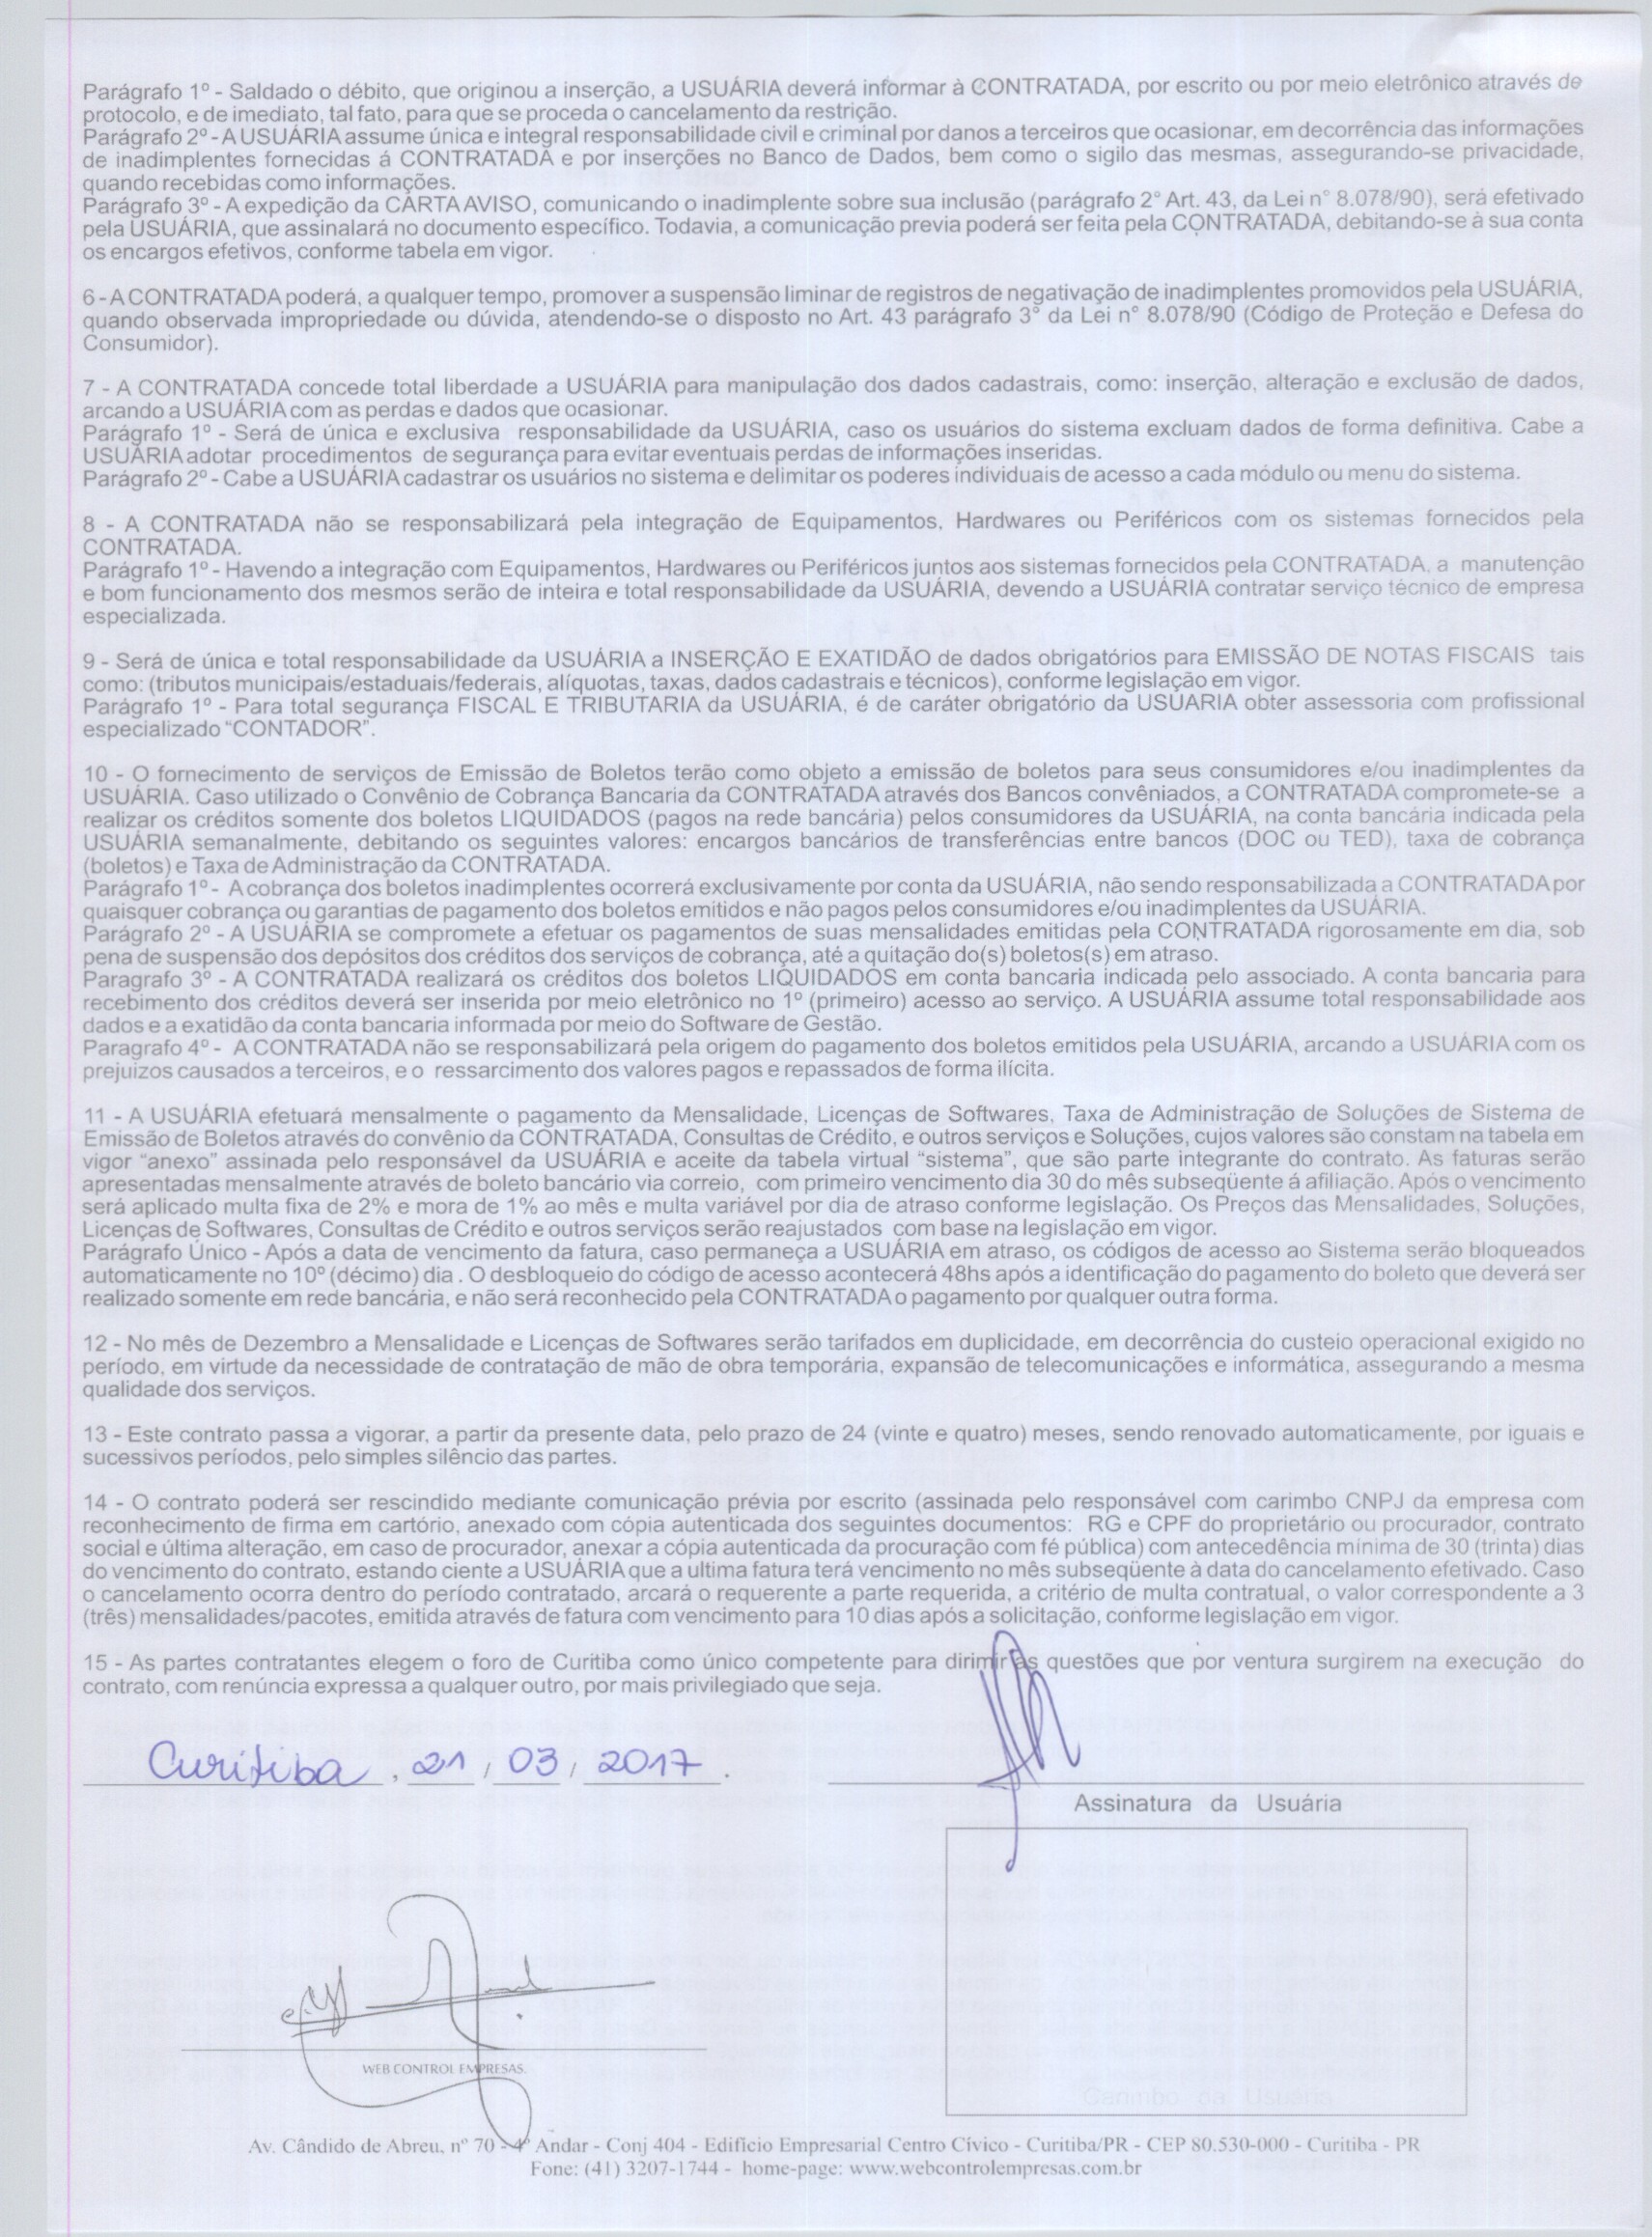 Parágrafo 1º - Saldado o débito, que originou a inserção, a USUÁRIA deverá informar à CONTRATADA, por escrito ou por meio eletrônico através de
protocolo, e de imediato, tal fato, para que se proceda o cancelamento da restrição.
Parágrafo 2º - A USUÁRIA assume única e integral responsabilidade civil e criminal por danos a terceiros que ocasionar, em decorrência das informações
de inadimplentes fornecidas á CONTRATADA e por inserções no Banco de Dados, bem como o sigilo das mesmas, assegurando-se privacidade,
quando recebidas como informações.
Parágrafo 3º - A expedição da CARTA AVISO, comunicando o inadimplente sobre sua inclusão (parágrafo 2° Art. 43, da Lei n° 8.078/90), será efetivado
pela USUÁRIA, que assinalará no documento específico. Todavia, a comunicação previa poderá ser feita pela CONTRATADA, debitando-se à sua conta
os encargos efetivos, conforme tabela em vigor.
6 - A CONTRATADA poderá, a qualquer tempo, promover a suspensão liminar de registros de negativação de inadimplentes promovidos pela USUÁRIA,
quando observada impropriedade ou dúvida, atendendo-se o disposto no Art. 43 parágrafo 3° da Lei n° 8.078/90 (Código de Proteção e Defesa do
Consumidor).
7 - A CONTRATADA concede total liberdade a USUÁRIA para manipulação dos dados cadastrais, como: inserção, alteração e exclusão de dados,
arcando a USUÁRIA com as perdas e dados que ocasionar.
Parágrafo 1º - Será de única e exclusiva responsabilidade da USUÁRIA, caso os usuários do sistema excluam dados de forma definitiva. Cabe a
USUÁRIA adotar procedimentos de segurança para evitar eventuais perdas de informações inseridas.
Parágrafo 2º - Cabe a USUÁRIA cadastrar os usuários no sistema e delimitar os poderes individuais de acesso a cada módulo ou menu do sistema.
8 - A CONTRATADA não se responsabilizará pela integração de Equipamentos, Hardwares ou Periféricos com os sistemas fornecidos pela
CONTRATADA.
Parágrafo 1º - Havendo a integração com Equipamentos, Hardwares ou Periféricos juntos aos sistemas fornecidos pela CONTRATADA, a manutenção
e bom funcionamento dos mesmos serão de inteira e total responsabilidade da USUÁRIA, devendo a USUÁRIA contratar serviço técnico de empresa
especializada.
9 - Será de única e total responsabilidade da USUÁRIA a INSERÇÃO E EXATIDÃO de dados obrigatórios para EMISSÃO DE NOTAS FISCAIS tais
como: (tributos municipais/estaduais/federais, alíquotas, taxas, dados cadastrais e técnicos), conforme legislação em vigor.
Parágrafo 1º - Para total segurança FISCAL E TRIBUTARIA da USUÁRIA, é de caráter obrigatório da USUARIA obter assessoria com profissional
especializado “CONTADOR”.
10 - O fornecimento de serviços de Emissão de Boletos terão como objeto a emissão de boletos para seus consumidores e/ou inadimplentes da
USUÁRIA. Caso utilizado o Convênio de Cobrança Bancaria da CONTRATADA através dos Bancos convêniados, a CONTRATADA compromete-se a
realizar os créditos somente dos boletos LIQUIDADOS (pagos na rede bancária) pelos consumidores da USUÁRIA, na conta bancária indicada pela
USUÁRIA semanalmente, debitando os seguintes valores: encargos bancários de transferências entre bancos (DOC ou TED), taxa de cobrança
(boletos) e Taxa de Administração da CONTRATADA.
Parágrafo 1º - A cobrança dos boletos inadimplentes ocorrerá exclusivamente por conta da USUÁRIA, não sendo responsabilizada a CONTRATADA por
quaisquer cobrança ou garantias de pagamento dos boletos emitidos e não pagos pelos consumidores e/ou inadimplentes da USUÁRIA.
Parágrafo 2º - A USUÁRIA se compromete a efetuar os pagamentos de suas mensalidades emitidas pela CONTRATADA rigorosamente em dia, sob
pena de suspensão dos depósitos dos créditos dos serviços de cobrança, até a quitação do(s) boletos(s) em atraso.
Paragrafo 3º - A CONTRATADA realizará os créditos dos boletos LIQUIDADOS em conta bancaria indicada pelo associado. A conta bancaria para
recebimento dos créditos deverá ser inserida por meio eletrônico no 1º (primeiro) acesso ao serviço. A USUÁRIA assume total responsabilidade aos
dados e a exatidão da conta bancaria informada por meio do Software de Gestão.
Paragrafo 4º - A CONTRATADA não se responsabilizará pela origem do pagamento dos boletos emitidos pela USUÁRIA, arcando a USUÁRIA com os
prejuizos causados a terceiros, e o ressarcimento dos valores pagos e repassados de forma ilícita.
11 - A USUÁRIA efetuará mensalmente o pagamento da Mensalidade, Licenças de Softwares, Taxa de Administração de Soluções de Sistema de
Emissão de Boletos através do convênio da CONTRATADA, Consultas de Crédito, e outros serviços e Soluções, cujos valores são constam na tabela em
vigor “anexo” assinada pelo responsável da USUÁRIA e aceite da tabela virtual “sistema”, que são parte integrante do contrato. As faturas serão
apresentadas mensalmente através de boleto bancário via correio, com primeiro vencimento dia 30 do mês subseqüente á afiliação. Após o vencimento
será aplicado multa fixa de 2% e mora de 1% ao mês e multa variável por dia de atraso conforme legislação. Os Preços das Mensalidades, Soluções,
Licenças de Softwares, Consultas de Crédito e outros serviços serão reajustados com base na legislação em vigor.
Parágrafo Único - Após a data de vencimento da fatura, caso permaneça a USUÁRIA em atraso, os códigos de acesso ao Sistema serão bloqueados
automaticamente no 10º (décimo) dia . O desbloqueio do código de acesso acontecerá 48hs após a identificação do pagamento do boleto que deverá ser
realizado somente em rede bancária, e não será reconhecido pela CONTRATADA o pagamento por qualquer outra forma.
12 - No mês de Dezembro a Mensalidade e Licenças de Softwares serão tarifados em duplicidade, em decorrência do custeio operacional exigido no
período, em virtude da necessidade de contratação de mão de obra temporária, expansão de telecomunicações e informática, assegurando a mesma
qualidade dos serviços.
13 - Este contrato passa a vigorar, a partir da presente data, pelo prazo de 24 (vinte e quatro) meses, sendo renovado automaticamente, por iguais e
sucessivos períodos, pelo simples silêncio das partes.
14 - O contrato poderá ser rescindido mediante comunicação prévia por escrito (assinada pelo responsável com carimbo CNPJ da empresa com
reconhecimento de firma em cartório, anexado com cópia autenticada dos seguintes documentos: RG e CPF do proprietário ou procurador, contrato
social e última alteração, em caso de procurador, anexar a cópia autenticada da procuração com fé pública) com antecedência mínima de 30 (trinta) dias
do vencimento do contrato, estando ciente a USUÁRIA que a ultima fatura terá vencimento no mês subseqüente à data do cancelamento efetivado. Caso
o cancelamento ocorra dentro do período contratado, arcará o requerente a parte requerida, a critério de multa contratual, o valor correspondente a 3
(três) mensalidades/pacotes, emitida através de fatura com vencimento para 10 dias após a solicitação, conforme legislação em vigor.
15 - As partes contratantes elegem o foro de Curitiba como único competente para dirimir as questões que por ventura surgirem na execução do
contrato, com renúncia expressa a qualquer outro, por mais privilegiado que seja.
Curitiba, 21 / 03 / 2017.
Assinatura da Usuária
WEB CONTROL EMPRESAS.
Carimbo da Usuária
Av. Cândido de Abreu, nº 70 - 4º Andar - Conj 404 - Edifício Empresarial Centro Cívico - Curitiba/PR - CEP 80.530-000 - Curitiba - PR
Fone: (41) 3207-1744 - home-page: www.webcontrolempresas.com.br